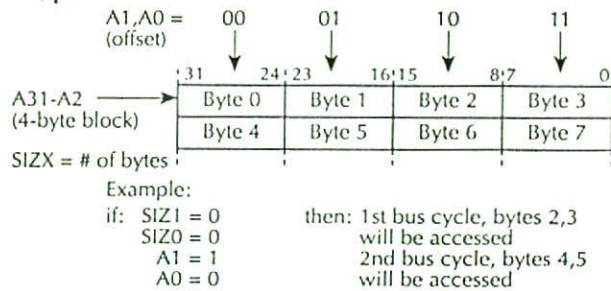 A1,A0 = 00 01 10 11
(offset)
31 24 23 16 15 8 7 0
A31-A2 Byte 0 Byte 1 Byte 2 Byte 3
(4-byte block) Byte 4 Byte 5 Byte 6 Byte 7
SIZX = # of bytes
Example:
if: SIZ1 = 0 then: 1st bus cycle, bytes 2,3
SIZ0 = 0 will be accessed
A1 = 1 2nd bus cycle, bytes 4,5
A0 = 0 will be accessed